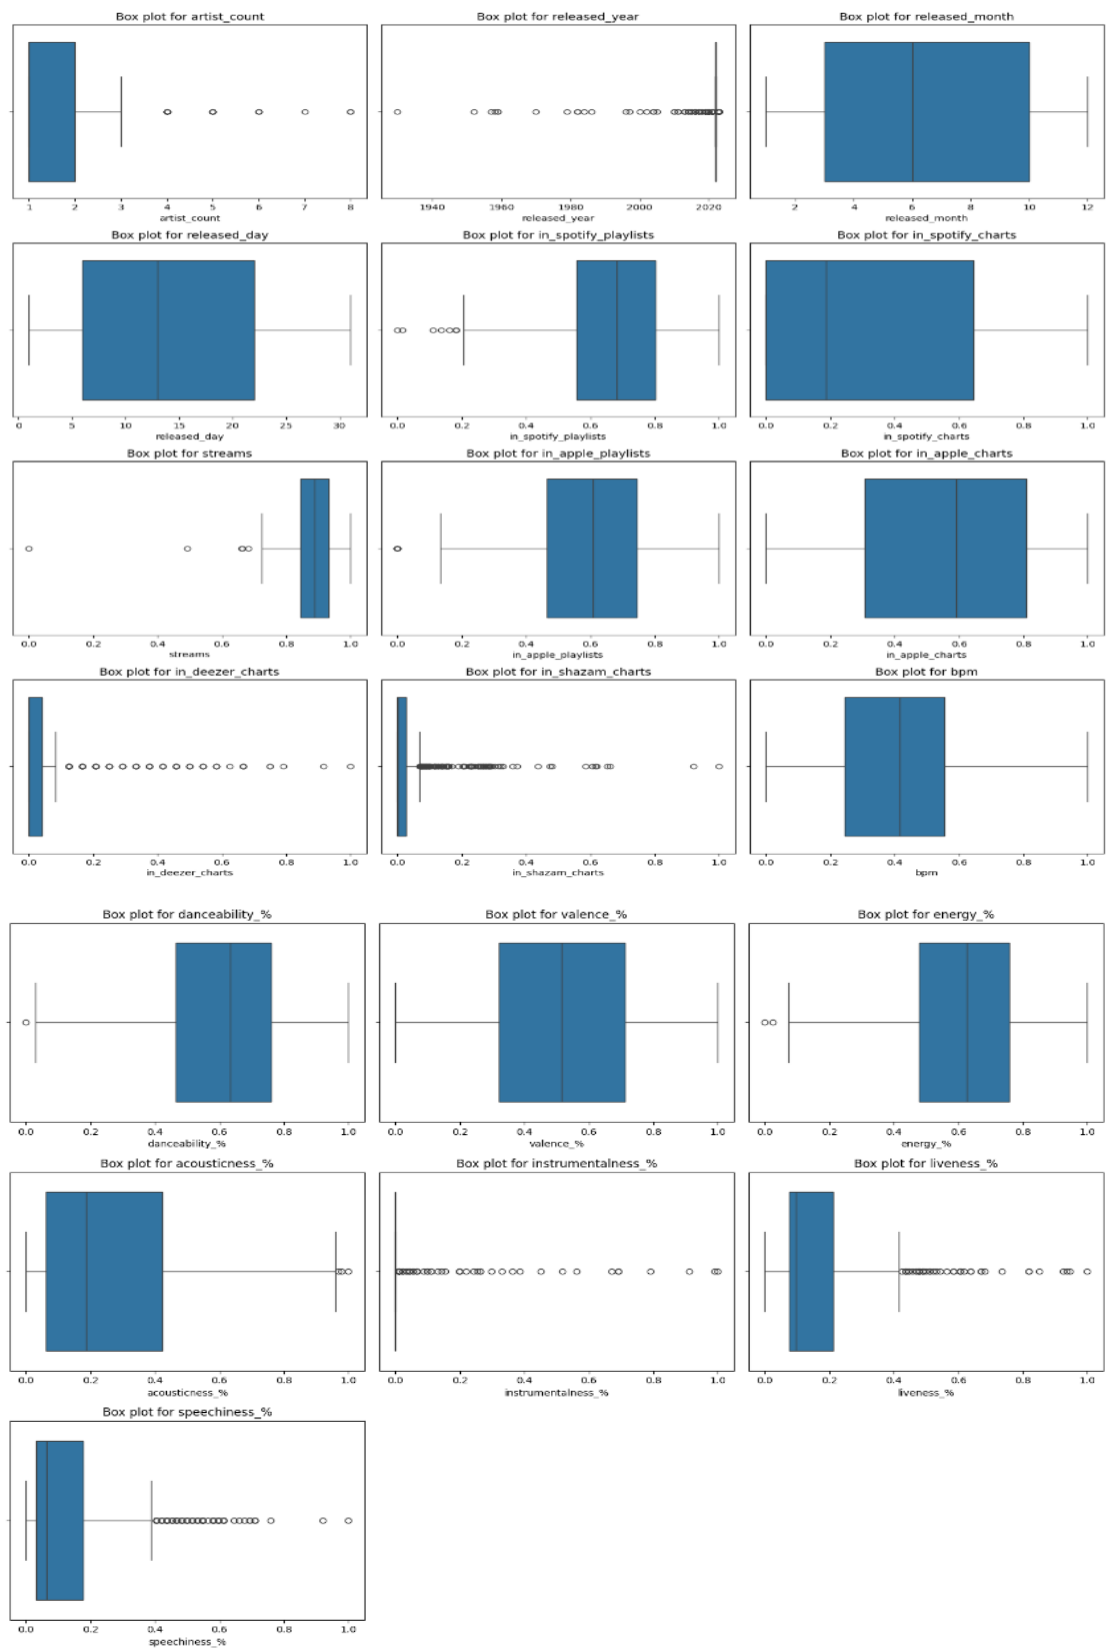 Box plot for artist_count
Box plot for released_year
Box plot for released_month
1 2 3 4 5 6 7 8
1940 1960 1980 2000 2020
2 4 6 8 10 12
artist_count
released_year
released_month
Box plot for released_day
Box plot for in_spotify_playlists
Box plot for in_spotify_charts
0 5 10 15 20 25 30
0.0 0.2 0.4 0.6 0.8 1.0
0.0 0.2 0.4 0.6 0.8 1.0
released_day
in_spotify_playlists
in_spotify_charts
Box plot for streams
Box plot for in_apple_playlists
Box plot for in_apple_charts
0.0 0.2 0.4 0.6 0.8 1.0
0.0 0.2 0.4 0.6 0.8 1.0
0.0 0.2 0.4 0.6 0.8 1.0
streams
in_apple_playlists
in_apple_charts
Box plot for in_deezer_charts
Box plot for in_shazam_charts
Box plot for bpm
0.0 0.2 0.4 0.6 0.8 1.0
0.0 0.2 0.4 0.6 0.8 1.0
0.0 0.2 0.4 0.6 0.8 1.0
in_deezer_charts
in_shazam_charts
bpm
Box plot for danceability_%
Box plot for valence_%
Box plot for energy_%
0.0 0.2 0.4 0.6 0.8 1.0
0.0 0.2 0.4 0.6 0.8 1.0
0.0 0.2 0.4 0.6 0.8 1.0
danceability_%
valence_%
energy_%
Box plot for acousticness_%
Box plot for instrumentalness_%
Box plot for liveness_%
0.0 0.2 0.4 0.6 0.8 1.0
0.0 0.2 0.4 0.6 0.8 1.0
0.0 0.2 0.4 0.6 0.8 1.0
acousticness_%
instrumentalness_%
liveness_%
Box plot for speechiness_%
0.0 0.2 0.4 0.6 0.8 1.0
speechiness_%